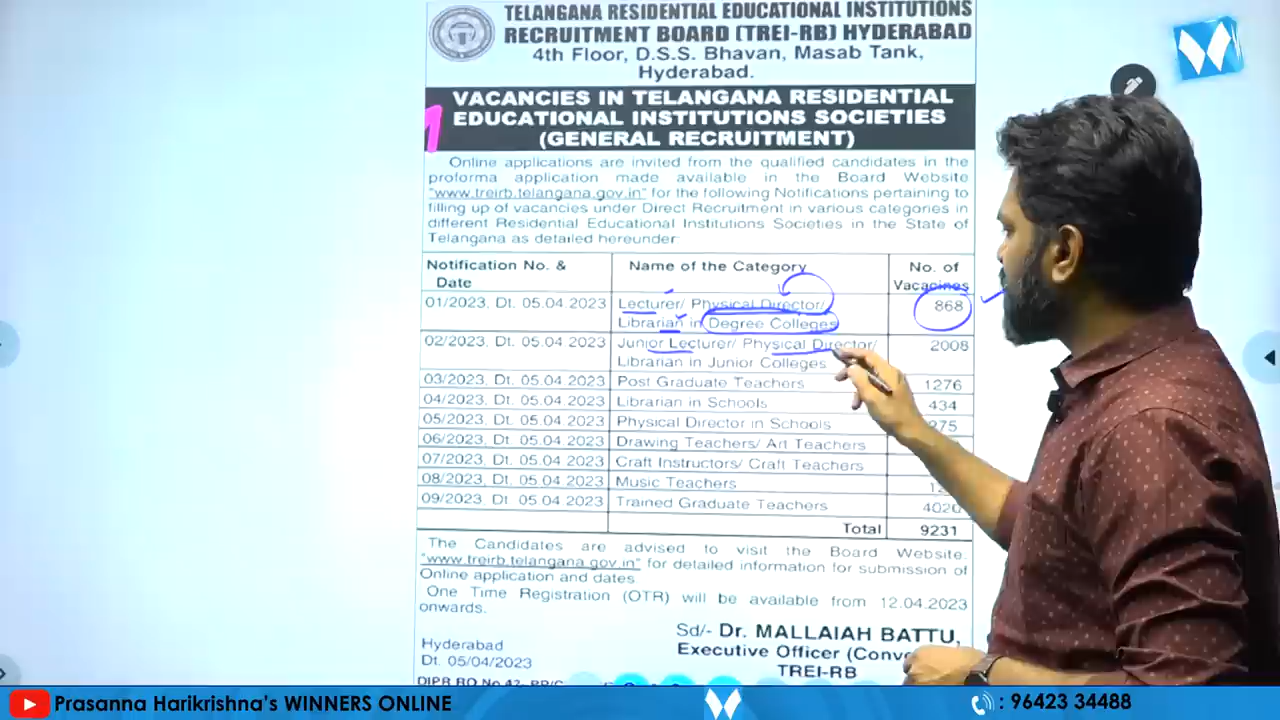 TELANGANA RESIDENTIAL EDUCATIONAL INSTITUTIONS
RECRUITMENT BOARD (TREI-RB) HYDERABAD
4th Floor, D.S.S. Bhavan, Masab Tank,
Hyderabad.
1
VACANCIES IN TELANGANA RESIDENTIAL
EDUCATIONAL INSTITUTIONS SOCIETIES
(GENERAL RECRUITMENT)
Online applications are invited from the qualified candidates in the
proforma application made available in the Board Website
"www.treirb.telangana.gov.in" for the following Notifications pertaining to
filling up of vacancies under Direct Recruitment in various categories in
different Residential Educational Institutions Societies in the State of
Telangana as detailed hereunder:
Notification No. & Date Name of the Category No. of Vacacines
01/2023, Dt. 05.04 2023 Lecturer/ Physical Director/ 868
Librarian in Degree Colleges
02/2023, Dt. 05.04 2023 Junior Lecturer/ Physical Director/ 2008
Librarian in Junior Colleges
03/2023, Dt. 05.04 2023 Post Graduate Teachers 1276
04/2023, Dt. 05.04 2023 Librarian in Schools 434
05/2023, Dt. 05.04 2023 Physical Director in Schools 275
06/2023, Dt. 05.04 2023 Drawing Teachers/ Art Teachers
07/2023, Dt. 05.04 2023 Craft Instructors/ Craft Teachers
08/2023, Dt. 05.04 2023 Music Teachers
09/2023, Dt. 05.04 2023 Trained Graduate Teachers 4020
Total 9231
The Candidates are advised to visit the Board Website.
"www.treirb.telangana.gov.in" for detailed information for submission of
Online application and dates
One Time Registration (OTR) will be available from 12.04.2023
onwards.
Sd/- Dr. MALLAIAH BATTU,
Executive Officer
TREI-RB
Hyderabad
Dt. 05/04/2023
Prasanna Harikrishna's WINNERS ONLINE
: 96423 34488